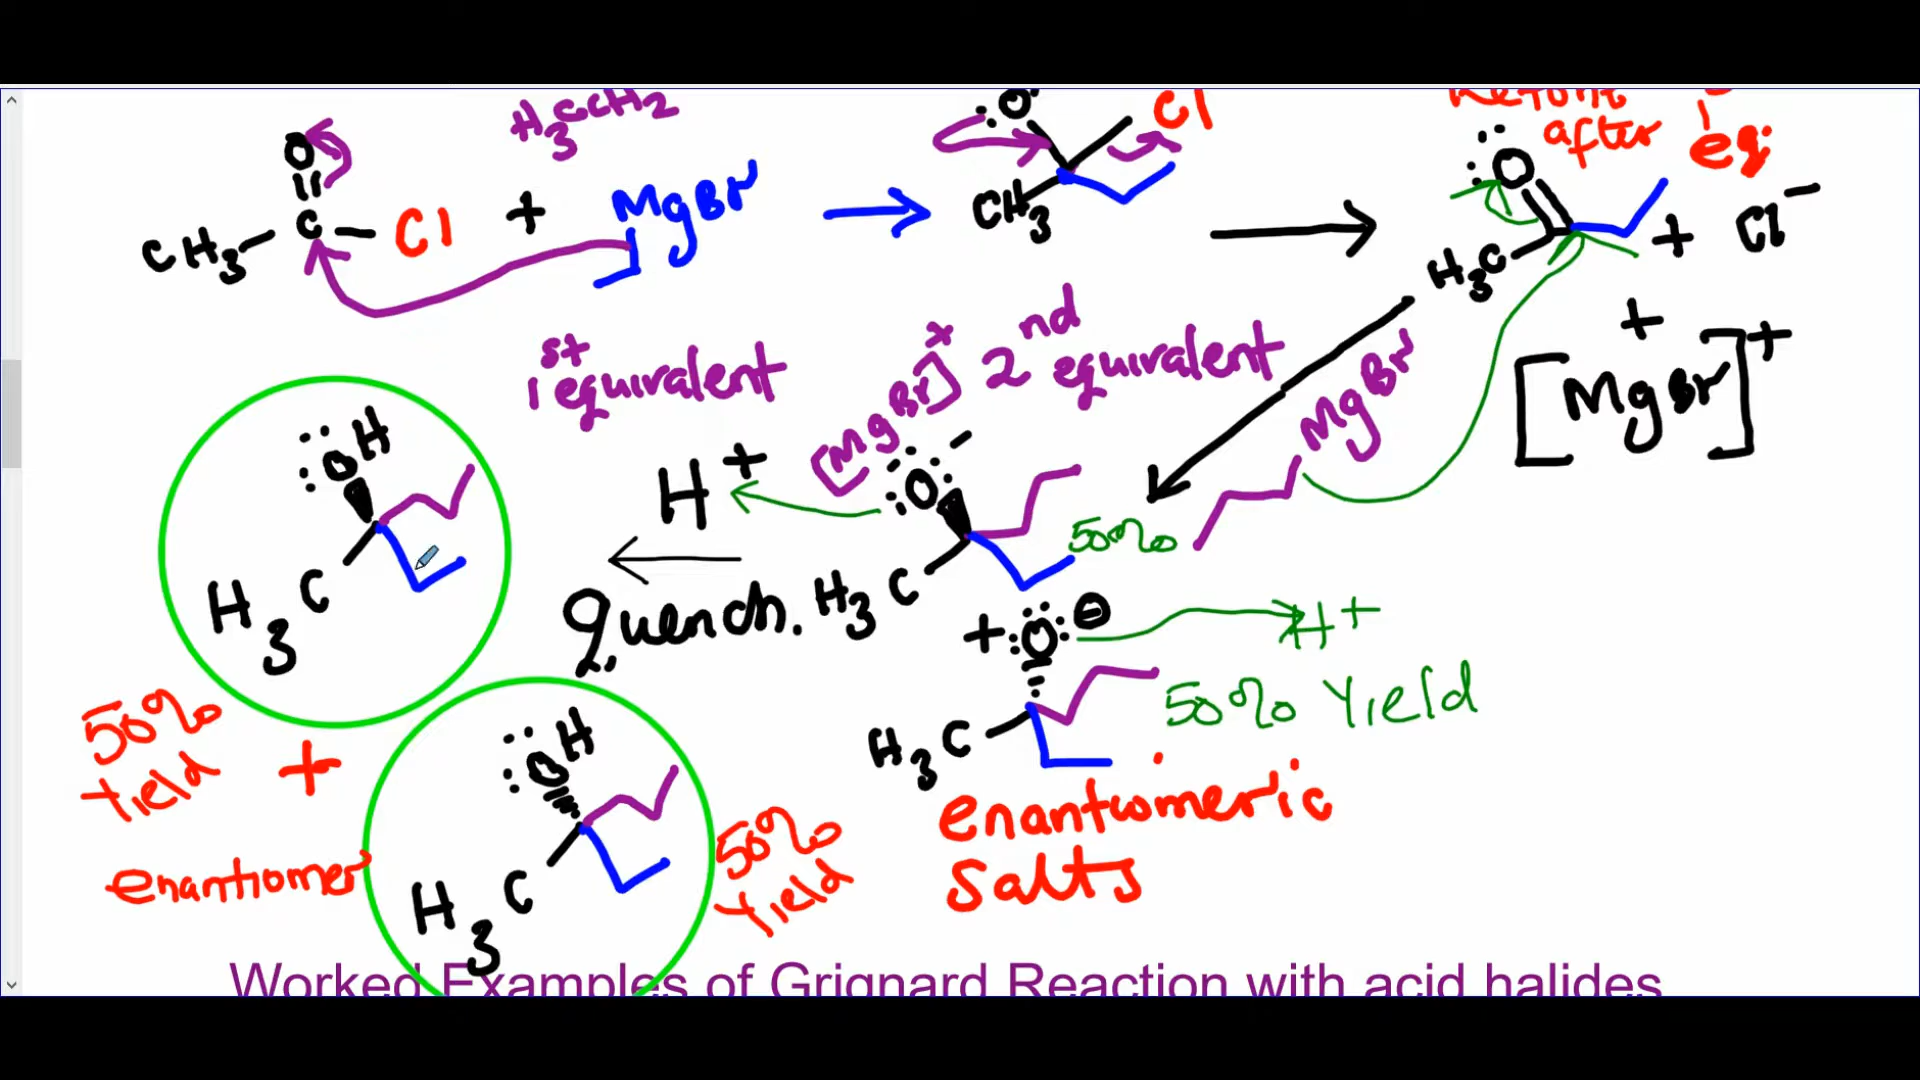 H3CCH2
O
Cl
O
CH3 - C - Cl + MgBr
CH3
after
1 eq
O
H3C
+ Cl−
+
[MgBr]+
1st equivalent
2nd equivalent
[MgBr]+
MgBr
OH
H3C
H+
Quench.
O−
H3C
50%
+ O ⊖
H+
H3C
50% Yield
enantiomeric
salts
50%
Yield
+
enantiomer
OH
H3C
50%
Yield
Worked Examples of Grignard Reaction with acid halides